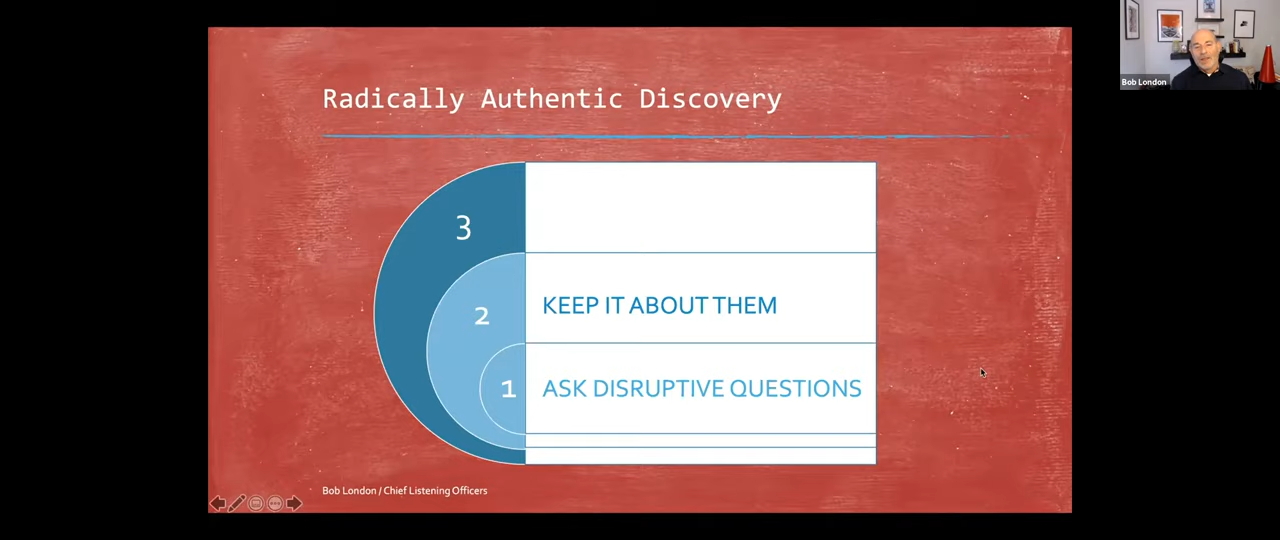 Radically Authentic Discovery
3
2
KEEP IT ABOUT THEM
1
ASK DISRUPTIVE QUESTIONS
Bob London / Chief Listening Officers
Bob London